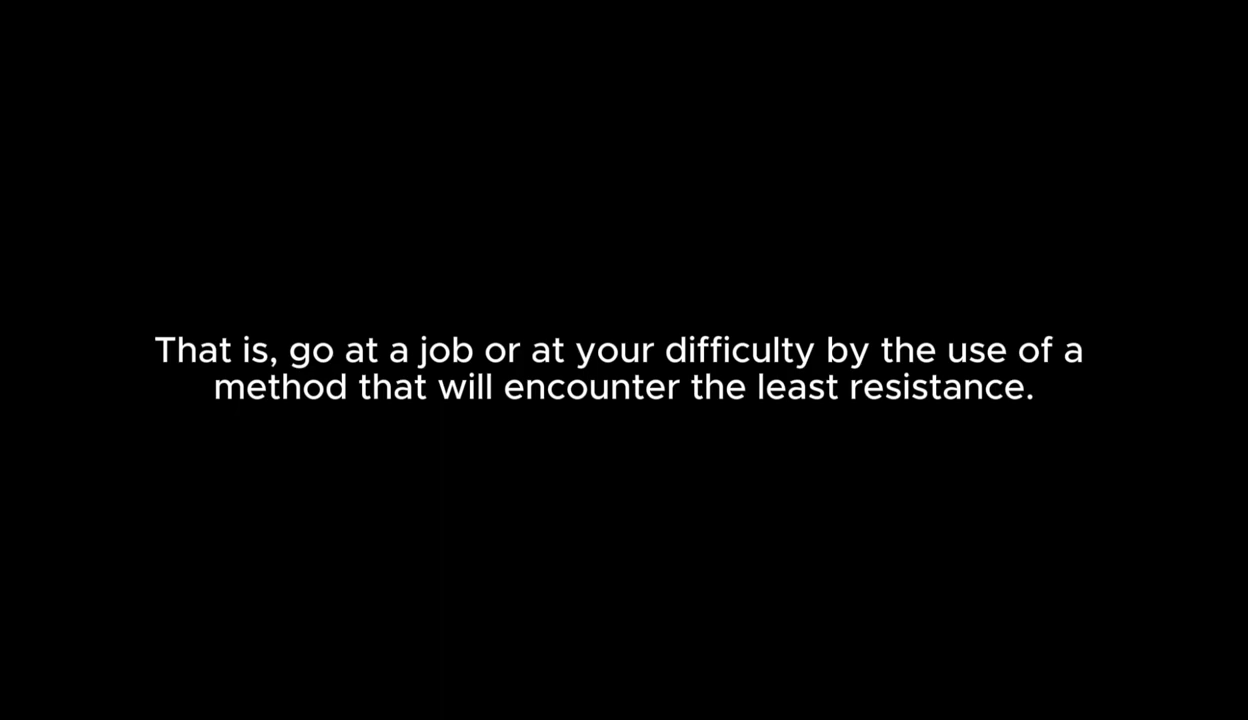 That is, go at a job or at your difficulty by the use of a
method that will encounter the least resistance.